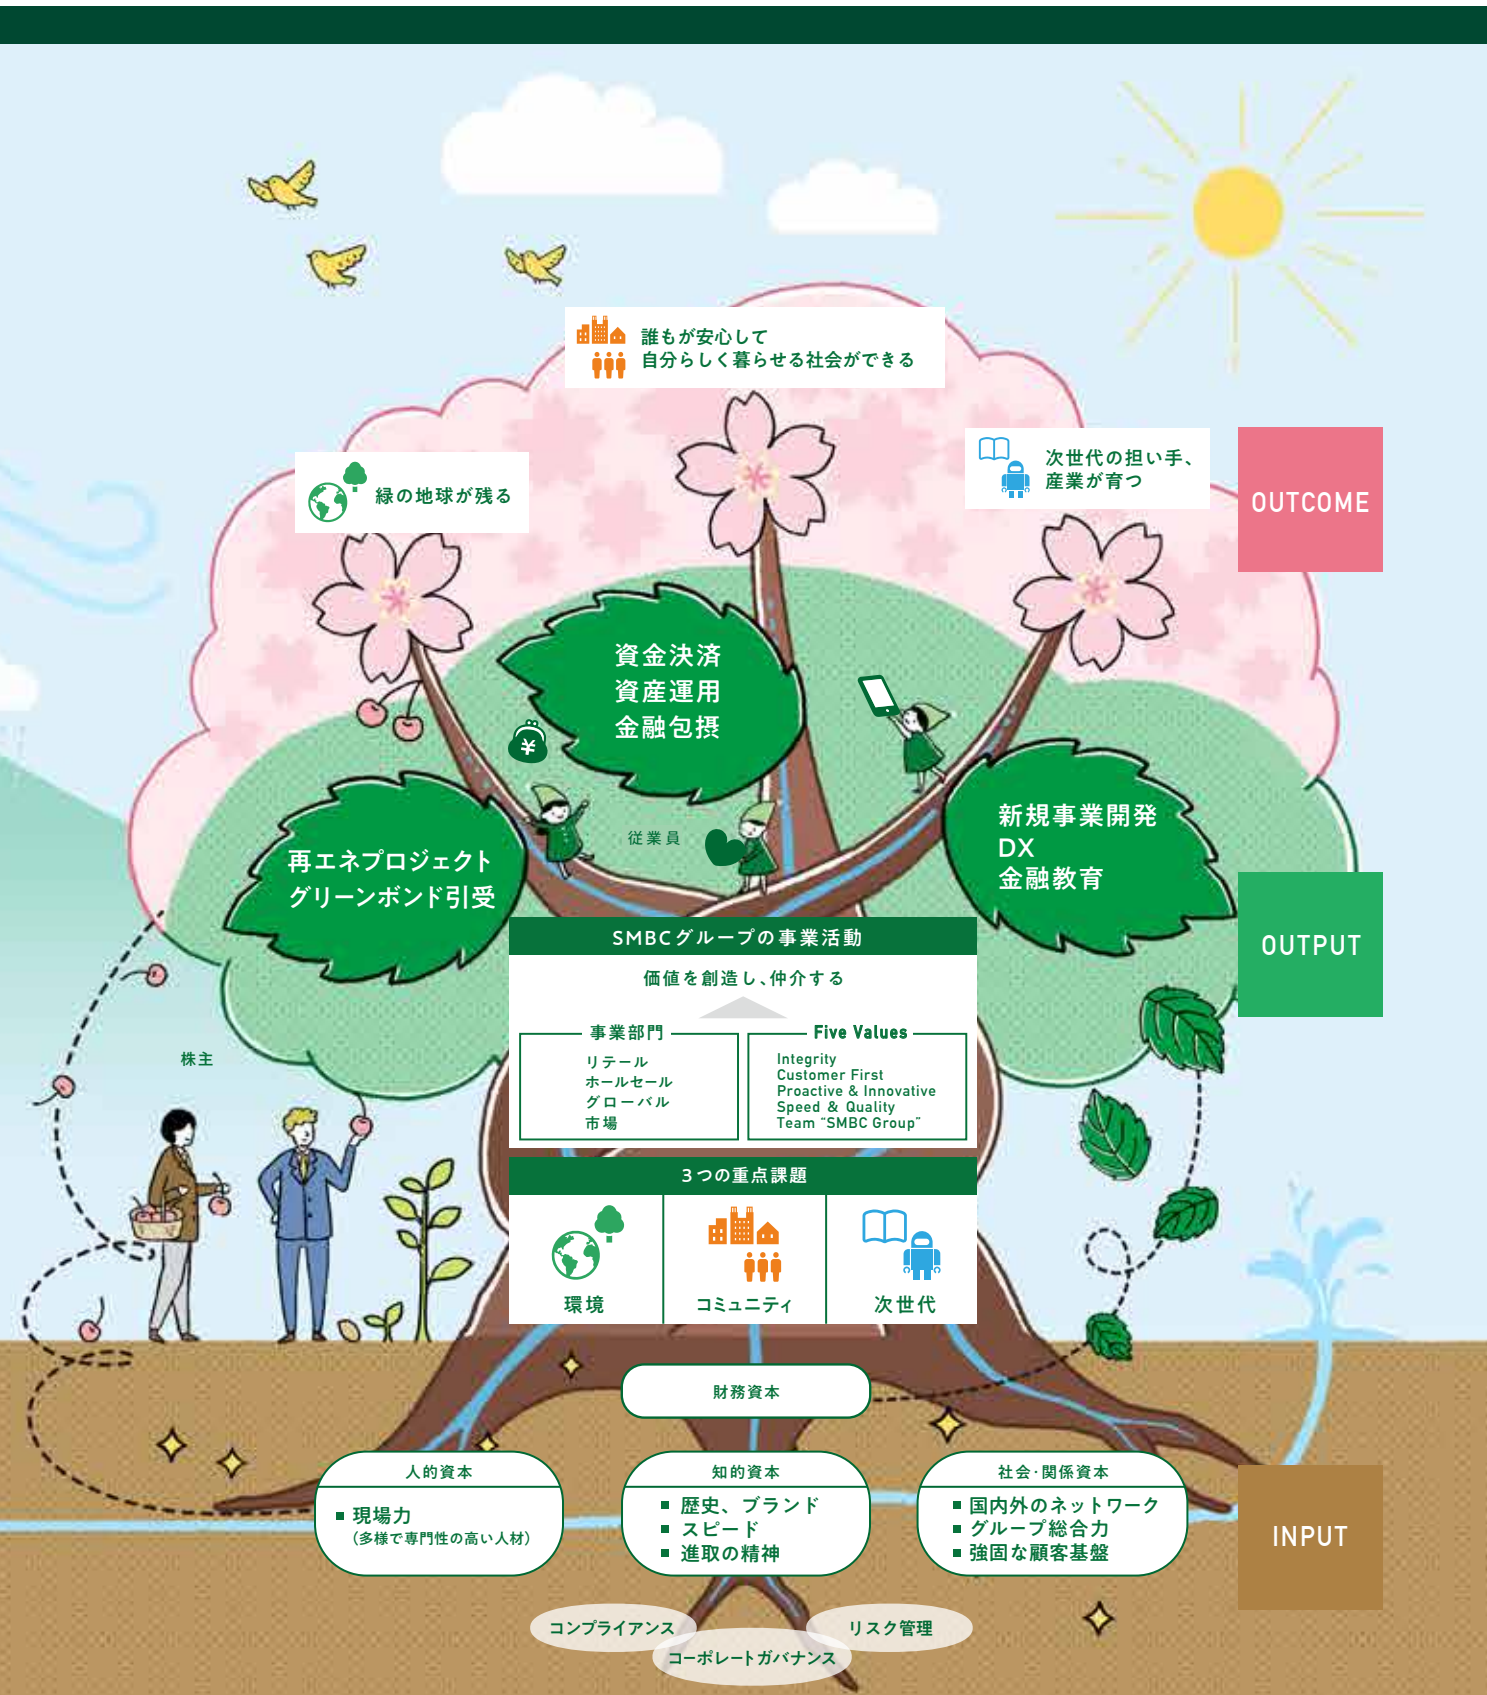 誰もが安心して
自分らしく暮らせる社会ができる
次世代の担い手、
産業が育つ
緑の地球が残る
OUTCOME
資金決済
資産運用
金融包摂
新規事業開発
DX
金融教育
従業員
再エネプロジェクト
グリーンボンド引受
OUTPUT
SMBCグループの事業活動
価値を創造し、仲介する
事業部門
リテール
ホールセール
グローバル
市場
Five Values
Integrity
Customer First
Proactive & Innovative
Speed & Quality
Team “SMBC Group”
株主
3つの重点課題
環境
コミュニティ
次世代
財務資本
人的資本
■ 現場力
(多様で専門性の高い人材)
知的資本
■ 歴史、ブランド
■ スピード
■ 進取の精神
社会・関係資本
■ 国内外のネットワーク
■ グループ総合力
■ 強固な顧客基盤
INPUT
コンプライアンス
リスク管理
コーポレートガバナンス
¥